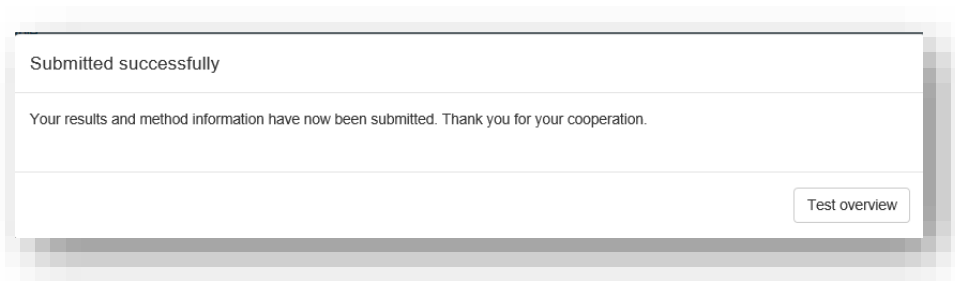 Submitted successfully
Your results and method information have now been submitted. Thank you for your cooperation.
Test overview